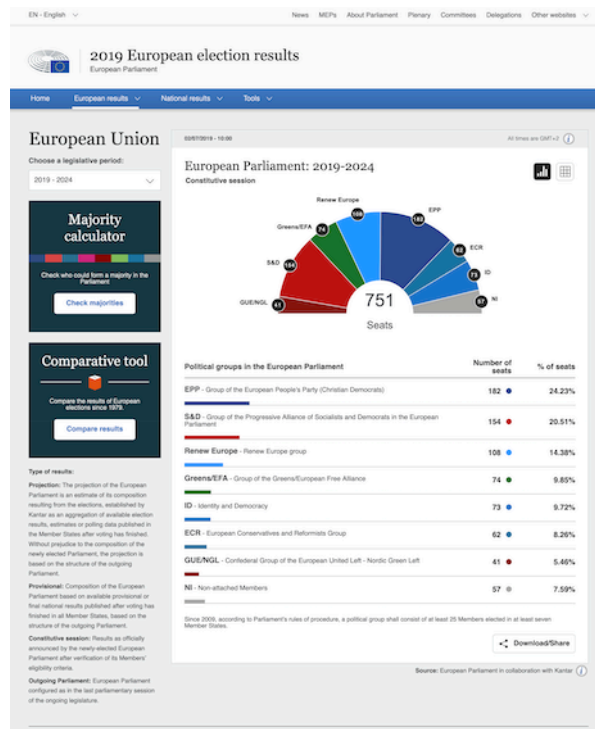 EN - English
News MEPs About Parliament Plenary Committees Delegations Other websites
2019 European election results
European Parliament
Home European results National results Tools
European Union
Choose a legislative period:
2019 - 2024
Majority
calculator
Check who could form a majority in the
Parliament
Check majorities
Comparative tool
Compare the results of European
elections since 1979.
Compare results
Type of results:
Projection: The projection of the European
Parliament is an estimate of its composition
resulting from the elections, established by
Kantar as an aggregation of available election
results, estimates or polling data published in
the Member States after voting has finished.
Without prejudice to the composition of the
newly elected Parliament, the projection is
based on the structure of the outgoing
Parliament.
Provisional: Composition of the European
Parliament based on available provisional or
final national results published after voting has
finished in all Member States, based on the
structure of the outgoing Parliament.
Constitutive session: Results as officially
announced by the newly-elected European
Parliament after verification of its Members'
eligibility criteria.
Outgoing Parliament: European Parliament
configured as in the last parliamentary session
of the ongoing legislature.
02/07/2019 - 10:00
All times are GMT+2
European Parliament: 2019-2024
Constitutive session
Renew Europe
108
EPP
182
Greens/EFA 74
ECR
62
S&D 154
ID
73
GUE/NGL 41
NI
57
751
Seats
Political groups in the European Parliament Number of seats % of seats
EPP - Group of the European People's Party (Christian Democrats) 182 24.23%
S&D - Group of the Progressive Alliance of Socialists and Democrats in the European
Parliament 154 20.51%
Renew Europe - Renew Europe group 108 14.38%
Greens/EFA - Group of the Greens/European Free Alliance 74 9.85%
ID - Identity and Democracy 73 9.72%
ECR - European Conservatives and Reformists Group 62 8.26%
GUE/NGL - Confederal Group of the European United Left - Nordic Green Left 41 5.46%
NI - Non-attached Members 57 7.59%
Since 2009, according to Parliament's rules of procedure, a political group shall consist of at least 25 Members elected in at least seven
Member States.
Download/Share
Source: European Parliament in collaboration with Kantar